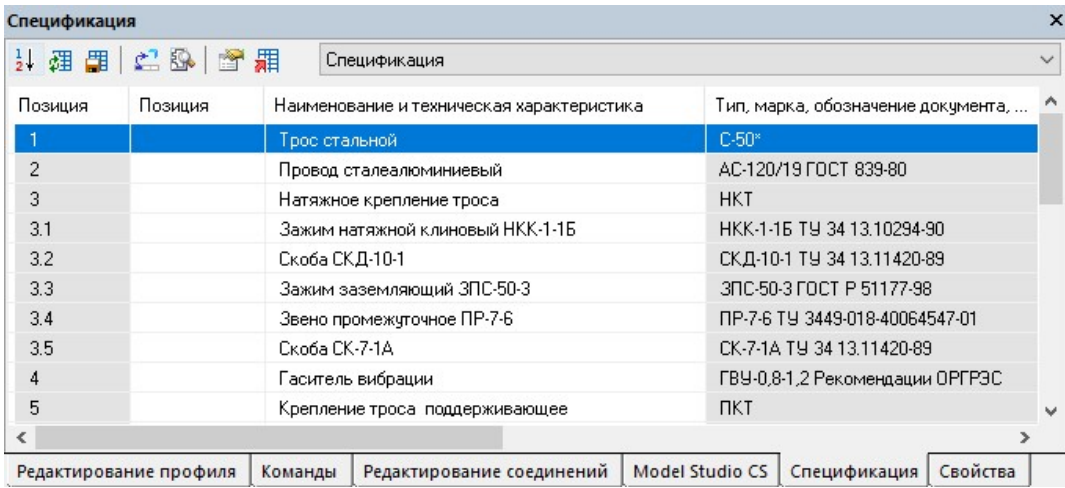 Спецификация
Спецификация
Позиция Позиция Наименование и техническая характеристика Тип, марка, обозначение документа, ...
1 Трос стальной С-50*
2 Провод сталеалюминиевый АС-120/19 ГОСТ 839-80
3 Натяжное крепление троса НКТ
3.1 Зажим натяжной клиновый НКК-1-1Б НКК-1-1Б ТУ 34 13.10294-90
3.2 Скоба СКД-10-1 СКД-10-1 ТУ 34 13.11420-89
3.3 Зажим заземляющий ЗПС-50-3 ЗПС-50-3 ГОСТ Р 51177-98
3.4 Звено промежуточное ПР-7-6 ПР-7-6 ТУ 3449-018-40064547-01
3.5 Скоба СК-7-1А СК-7-1А ТУ 34 13.11420-89
4 Гаситель вибрации ГВУ-0,8-1,2 Рекомендации ОРГРЭС
5 Крепление троса поддерживающее ПКТ
Редактирование профиля Команды Редактирование соединений Model Studio CS Спецификация Свойства